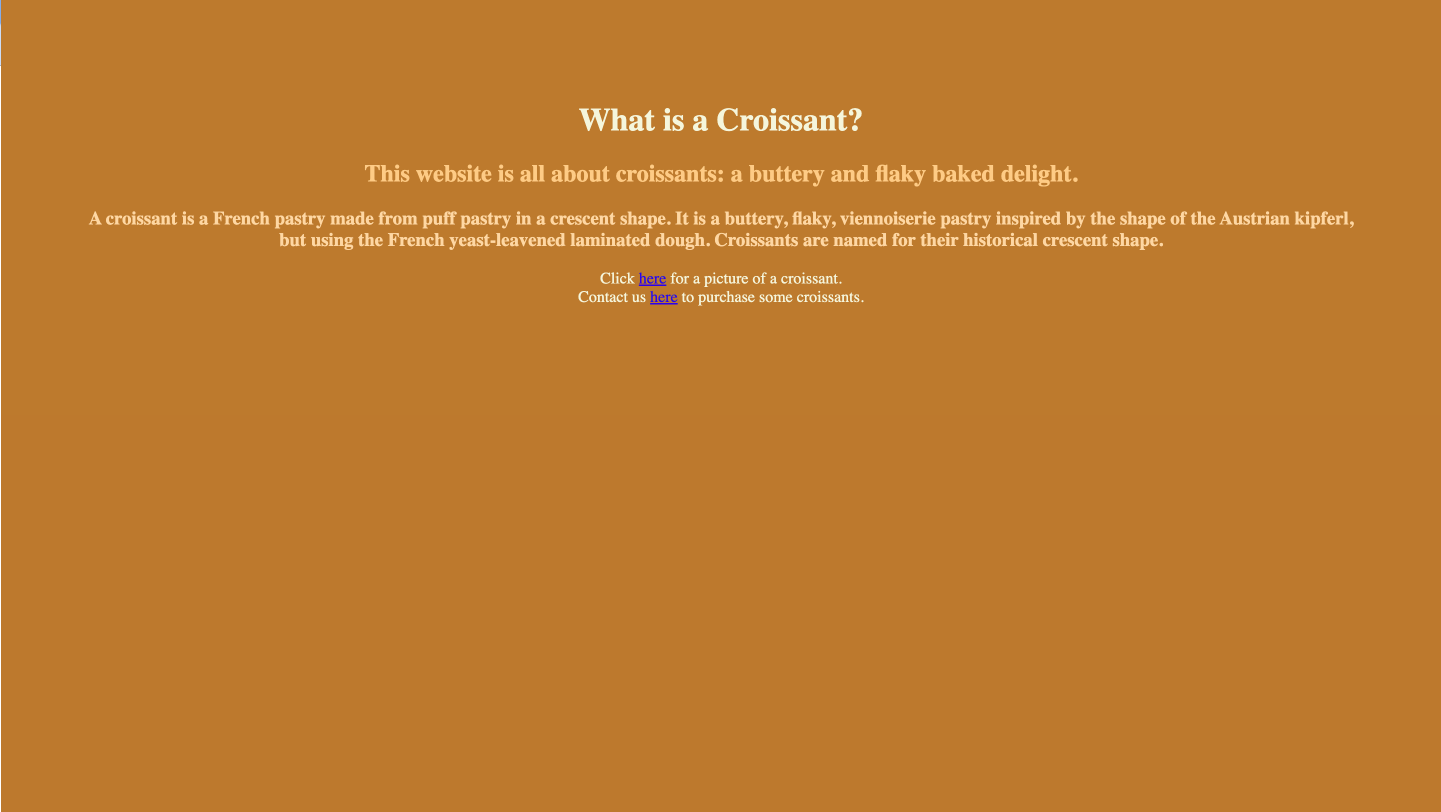 What is a Croissant?
This website is all about croissants: a buttery and flaky baked delight.
A croissant is a French pastry made from puff pastry in a crescent shape. It is a buttery, flaky, viennoiserie pastry inspired by the shape of the Austrian kipferl,
but using the French yeast-leavened laminated dough. Croissants are named for their historical crescent shape.
Click here for a picture of a croissant.
Contact us here to purchase some croissants.